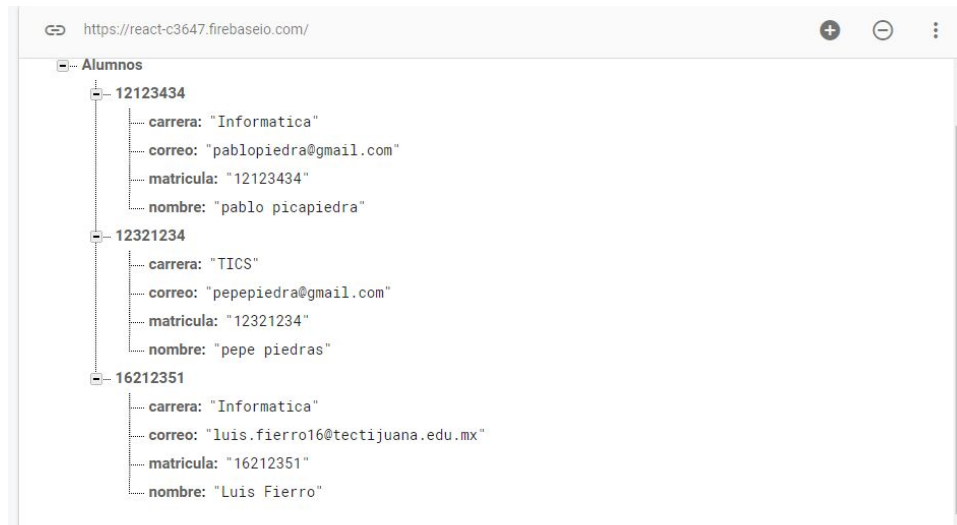 https://react-c3647.firebaseio.com/
Alumnos
12123434
carrera: "Informatica"
correo: "pablopiedra@gmail.com"
matricula: "12123434"
nombre: "pablo picapiedra"
12321234
carrera: "TICS"
correo: "pepepiedra@gmail.com"
matricula: "12321234"
nombre: "pepe piedras"
16212351
carrera: "Informatica"
correo: "luis.fierro16@tectijuana.edu.mx"
matricula: "16212351"
nombre: "Luis Fierro"